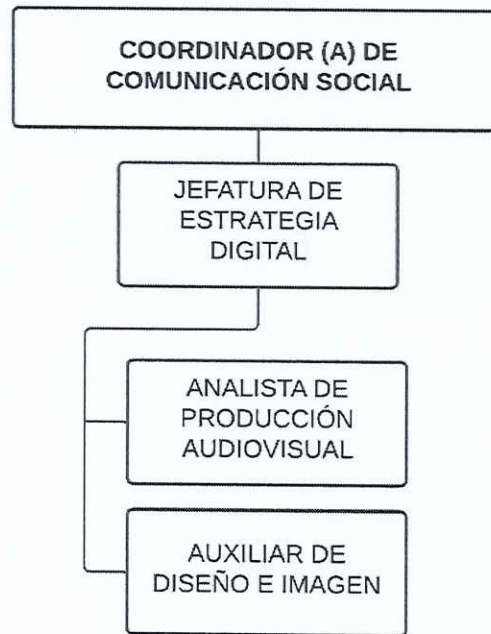 COORDINADOR (A) DE
COMUNICACIÓN SOCIAL
JEFATURA DE
ESTRATEGIA
DIGITAL
ANALISTA DE
PRODUCCIÓN
AUDIOVISUAL
AUXILIAR DE
DISEÑO E IMAGEN